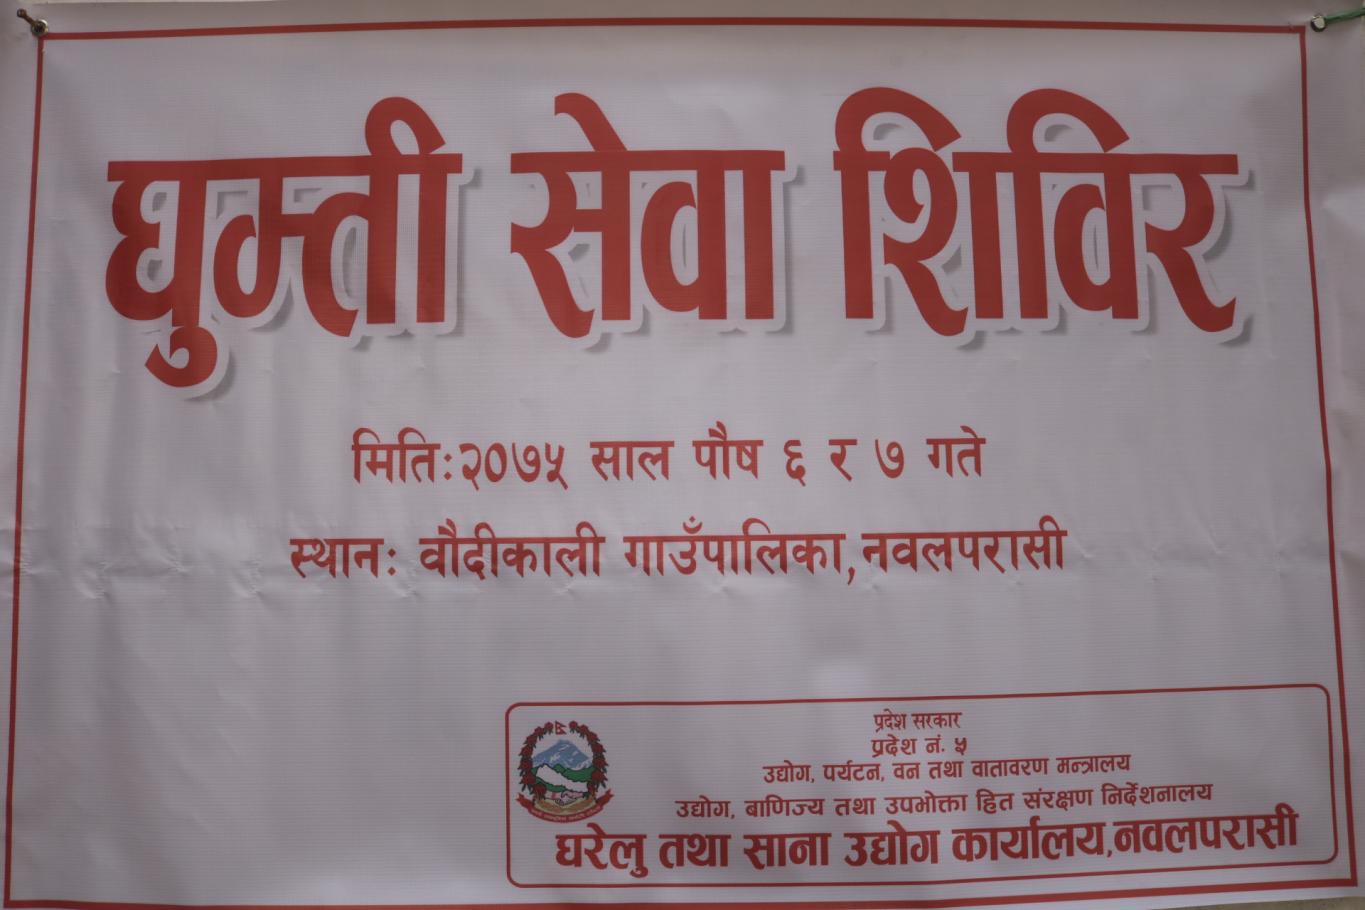 घुम्ती सेवा शिविर
मिति:२०७५ साल पौष ६ र ७ गते
स्थान: वौदीकाली गाउँपालिका,नवलपरासी
प्रदेश सरकार
प्रदेश नं. ५
उद्योग, पर्यटन, वन तथा वातावरण मन्त्रालय
उद्योग, बाणिज्य तथा उपभोक्ता हित संरक्षण निर्देशनालय
घरेलु तथा साना उद्योग कार्यालय,नवलपरासी